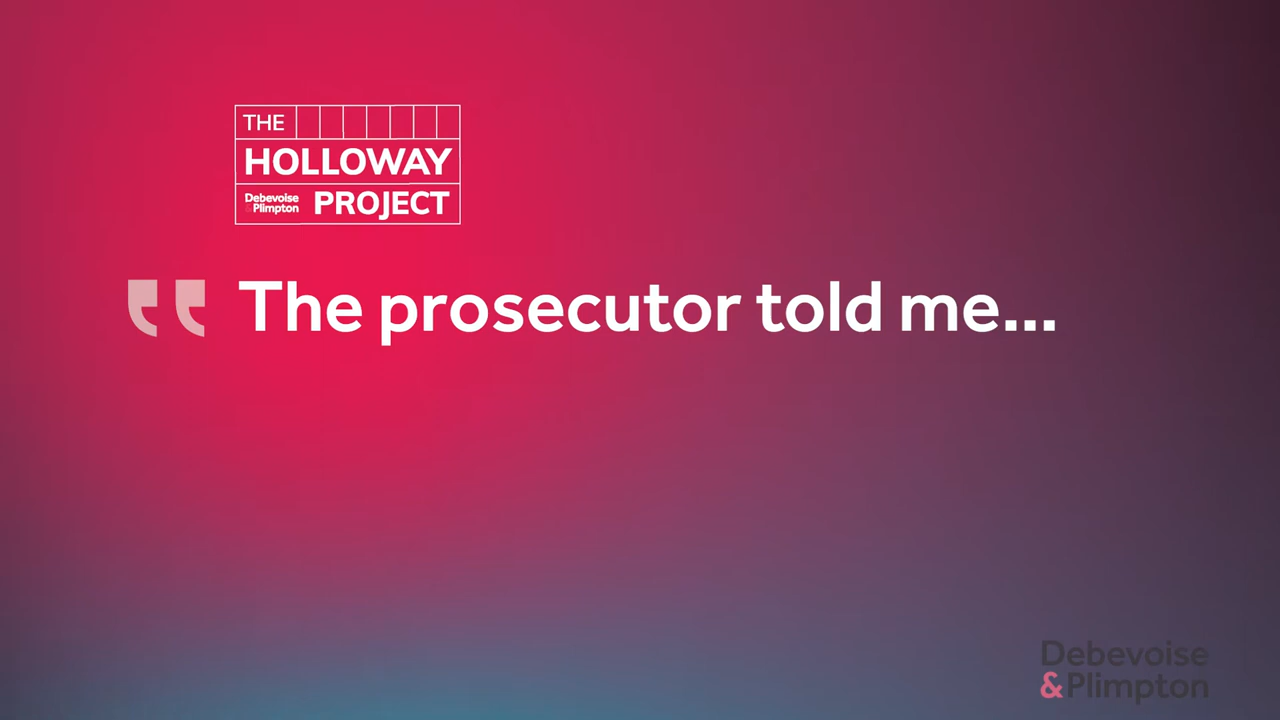 THE
HOLLOWAY
Debevoise
& Plimpton
PROJECT
“ The prosecutor told me...
Debevoise
&Plimpton